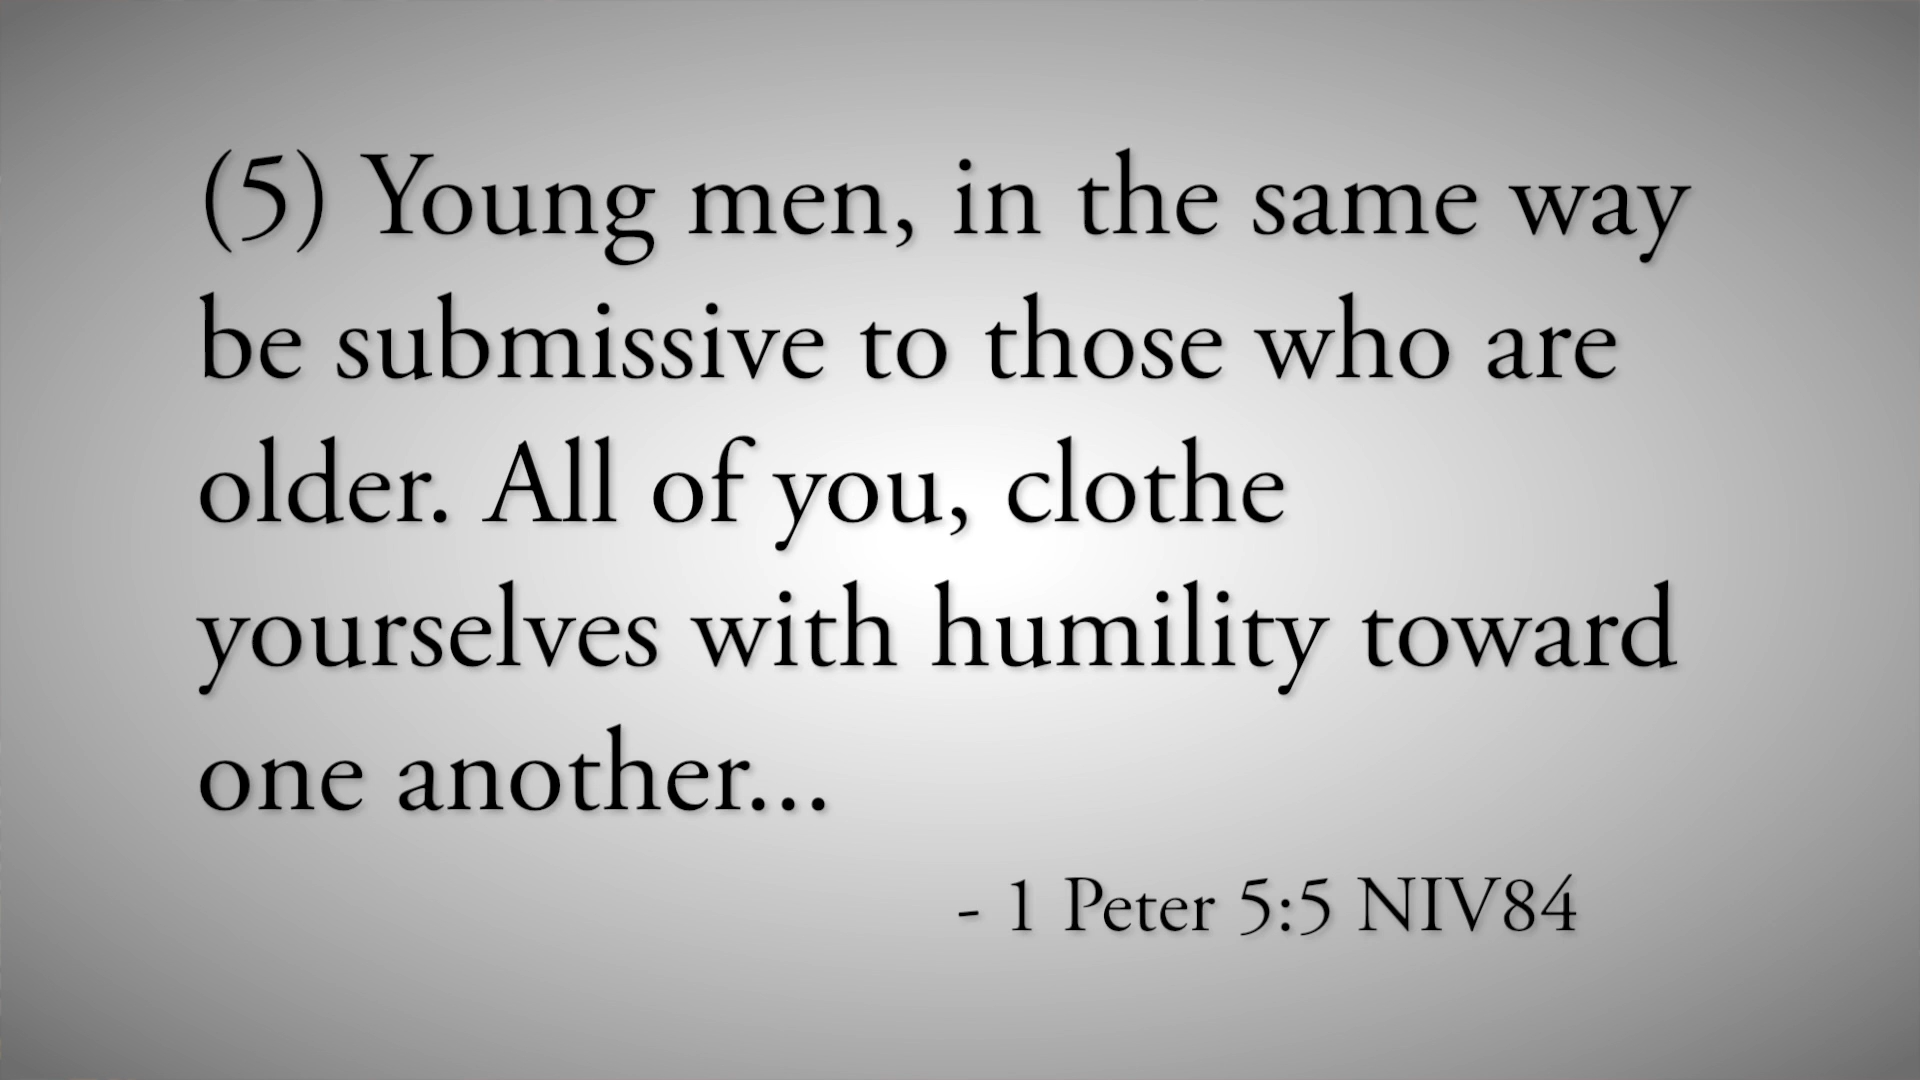 (5) Young men, in the same way
be submissive to those who are
older. All of you, clothe
yourselves with humility toward
one another...
- 1 Peter 5:5 NIV84